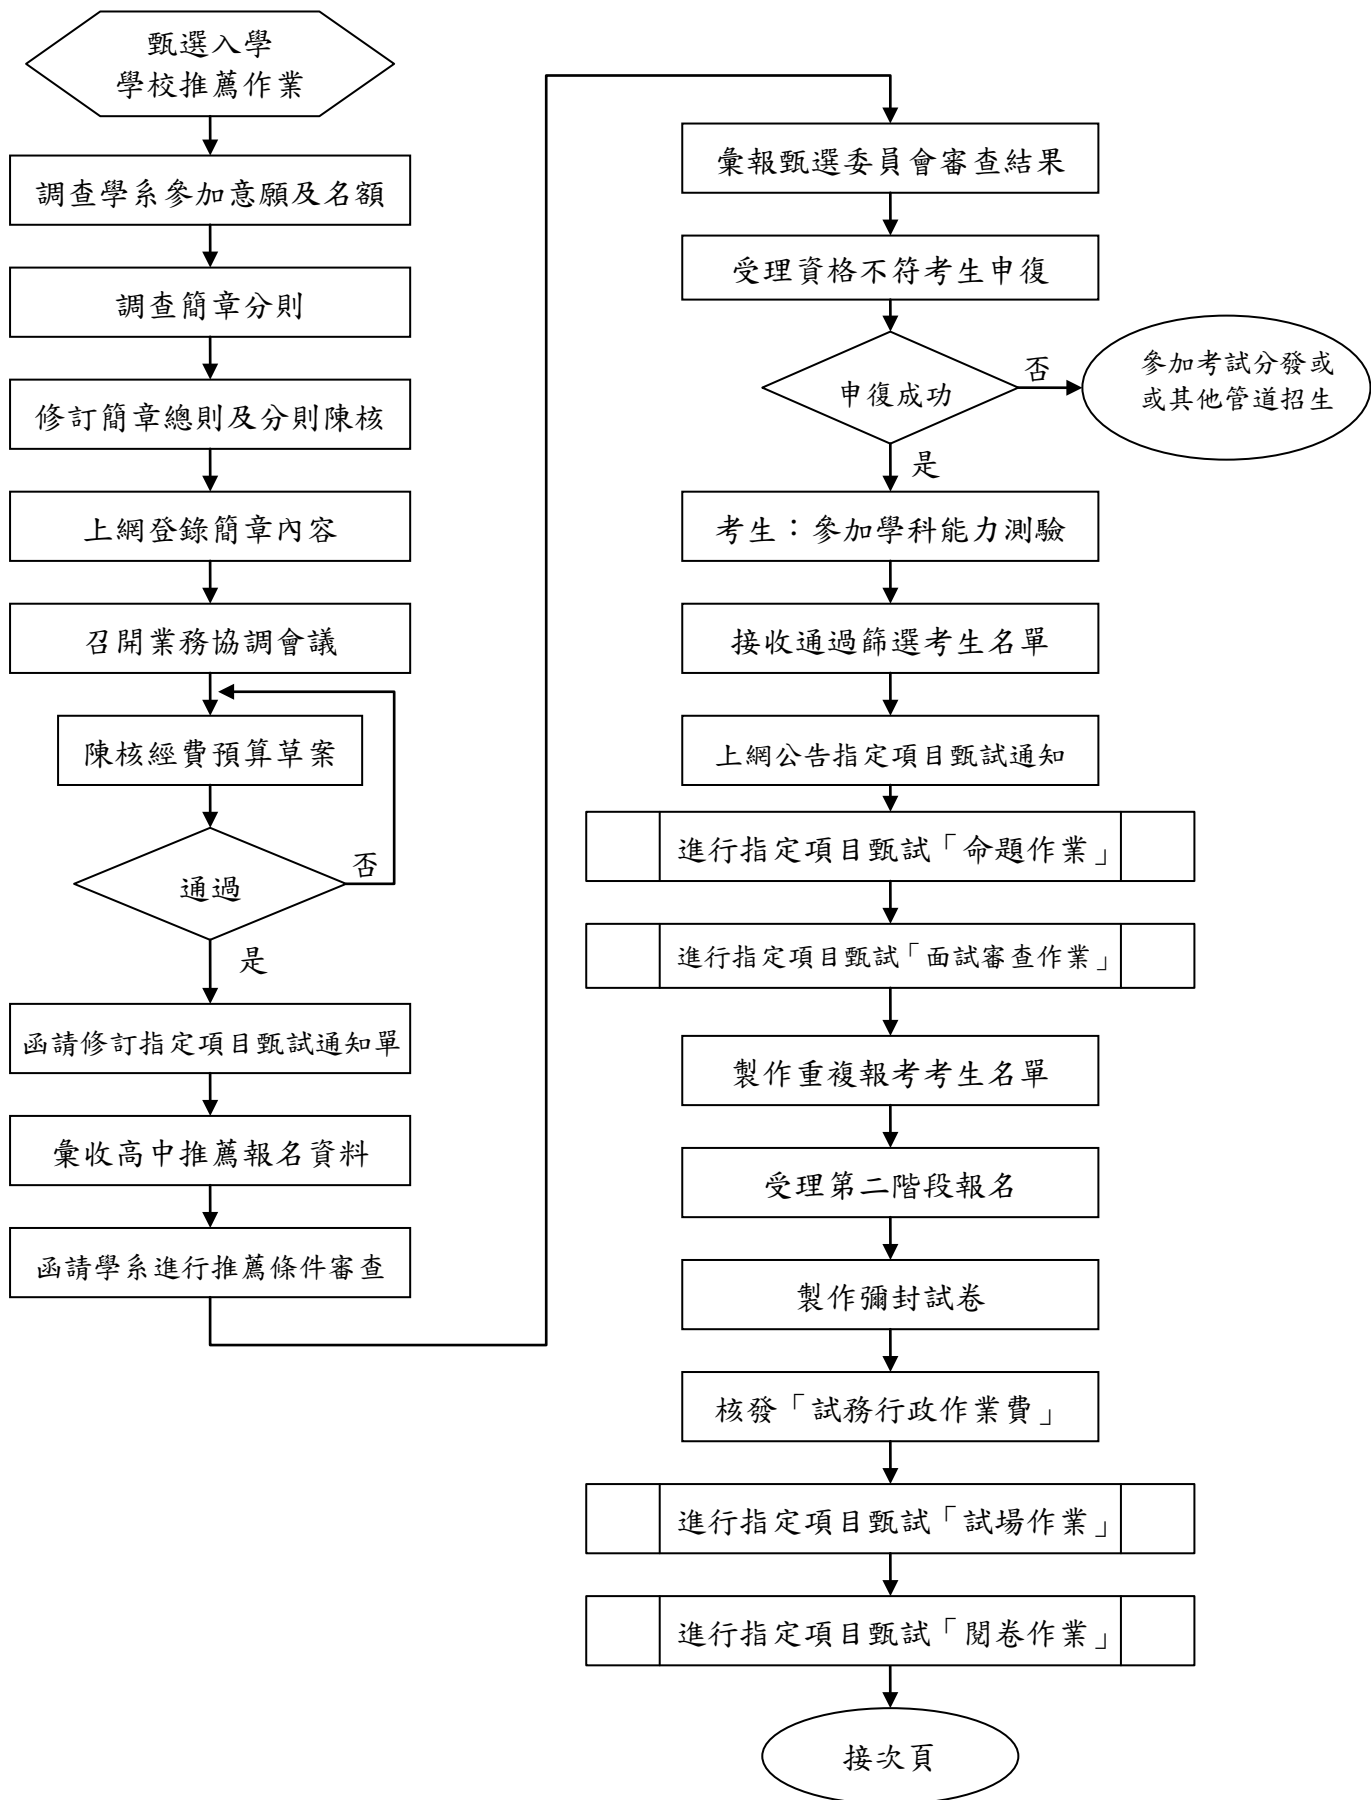 甄選入學
學校推薦作業
調查學系參加意願及名額
調查簡章分則
修訂簡章總則及分則陳核
上網登錄簡章內容
召開業務協調會議
陳核經費預算草案
通過
否
是
函請修訂指定項目甄試通知單
彙收高中推薦報名資料
函請學系進行推薦條件審查
彙報甄選委員會審查結果
受理資格不符考生申復
申復成功
否
參加考試分發或
或其他管道招生
是
考生：參加學科能力測驗
接收通過篩選考生名單
上網公告指定項目甄試通知
進行指定項目甄試「命題作業」
進行指定項目甄試「面試審查作業」
製作重複報考考生名單
受理第二階段報名
製作彌封試卷
核發「試務行政作業費」
進行指定項目甄試「試場作業」
進行指定項目甄試「閱卷作業」
接次頁